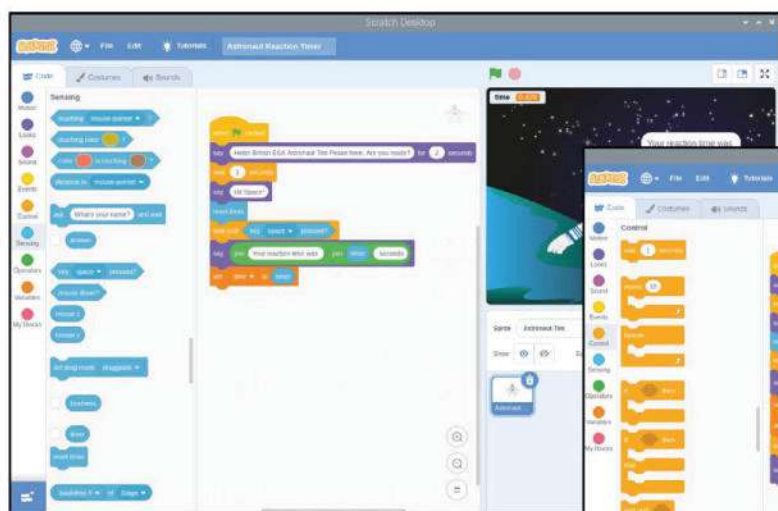 Scratch Desktop
SCRATCH File Edit Tutorials Astronaut Reaction Timer
Code Costumes Sounds
Motion
Looks
Sound
Events
Control
Sensing
Operators
Variables
My Blocks
Sensing
touching mouse-pointer ?
touching color ?
color is touching ?
distance to mouse-pointer
ask What's your name? and wait
answer
key space pressed?
mouse down?
mouse x
mouse y
set drag mode draggable
loudness
timer
reset timer
backdrop # of Stage
when clicked
say Hello! British ESA Astronaut Tim Peake here. Are you ready? for 2 seconds
wait 1 seconds
say Hit Space!
reset timer
wait until key space pressed?
say join Your reaction time was join timer seconds
set time to timer
time
Your reaction time was
Sprite Astronaut-Tim
Show
Astronaut...
SCRATCH File Edit Tutorials
Code Costumes Sounds
Motion
Looks
Sound
Events
Control
Sensing
Operators
Variables
My Blocks
Control
wait 1 seconds
repeat 10
forever
if then
if then
else